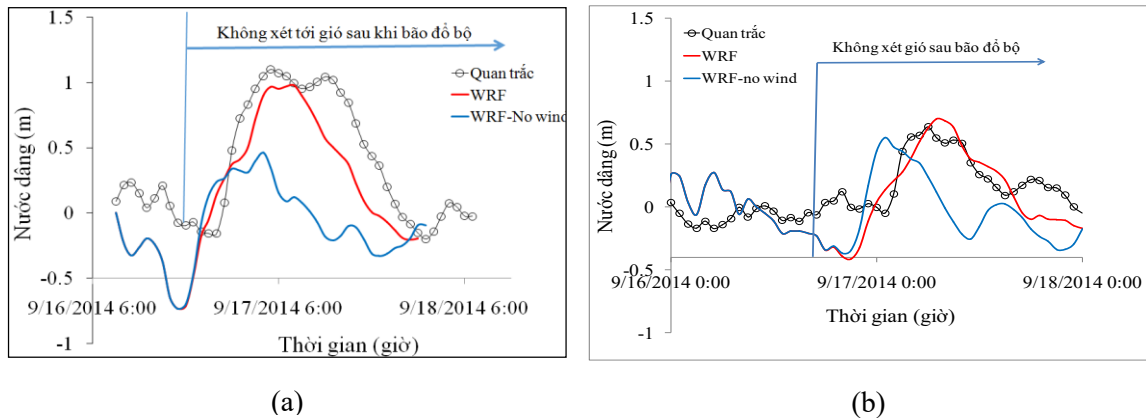 1.5
Không xét tới gió sau khi bão đổ bộ
Quan trắc
WRF
WRF-No wind
1
0.5
0
-0.5
-1
Nước dâng (m)
9/16/2014 6:00
9/17/2014 6:00
9/18/2014 6:00
Thời gian (giờ)
(a)
b)
Quan trắc
WRF
WRF-no wind
Không xét gió sau bão đổ bộ
1.5
1
0.5
0
-0.5
-1
Nước dâng (m)
9/16/2014 0:00
9/17/2014 0:00
9/18/2014 0:00
Thời gian (giờ)
(b)